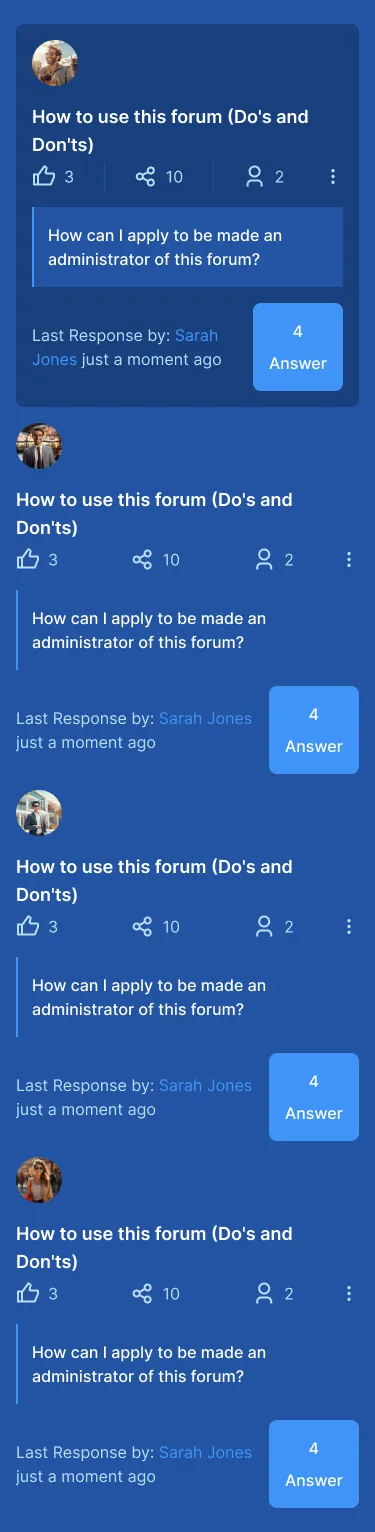 How to use this forum (Do's and
Don'ts)
3 10 2
How can I apply to be made an
administrator of this forum?
Last Response by: Sarah
Jones just a moment ago
4
Answer
How to use this forum (Do's and
Don'ts)
3 10 2
How can I apply to be made an
administrator of this forum?
Last Response by: Sarah Jones
just a moment ago
4
Answer
How to use this forum (Do's and
Don'ts)
3 10 2
How can I apply to be made an
administrator of this forum?
Last Response by: Sarah Jones
just a moment ago
4
Answer
How to use this forum (Do's and
Don'ts)
3 10 2
How can I apply to be made an
administrator of this forum?
Last Response by: Sarah Jones
just a moment ago
4
Answer